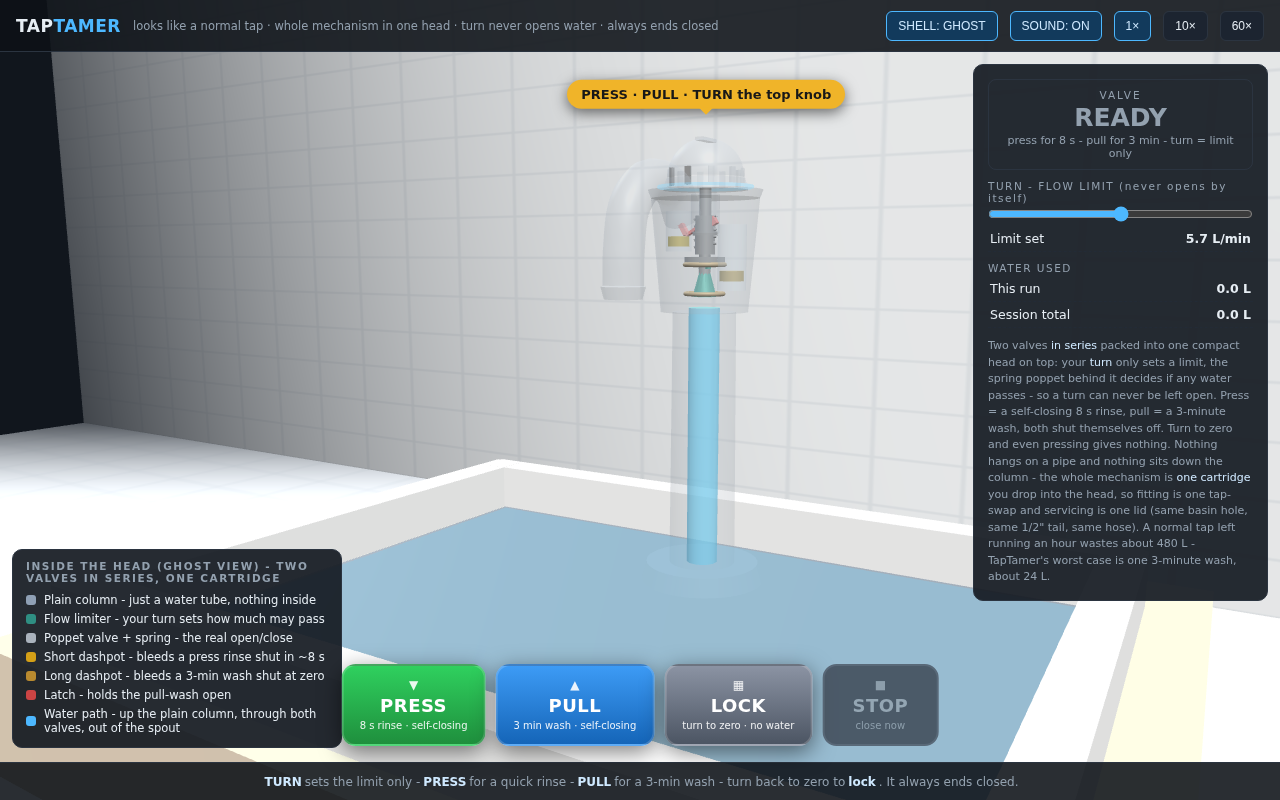 TAPTAMER looks like a normal tap · whole mechanism in one head · turn never opens water · always ends closed
SHELL: GHOST
SOUND: ON
1×
10×
60×
PRESS · PULL · TURN the top knob
VALVE
READY
press for 8 s - pull for 3 min - turn = limit
only
TURN - FLOW LIMIT (never opens by
itself)
Limit set 5.7 L/min
WATER USED
This run 0.0 L
Session total 0.0 L
Two valves in series packed into one compact
head on top: your turn only sets a limit, the
spring poppet behind it decides if any water
passes - so a turn can never be left open. Press
= a self-closing 8 s rinse, pull = a 3-minute
wash, both shut themselves off. Turn to zero
and even pressing gives nothing. Nothing
hangs on a pipe and nothing sits down the
column - the whole mechanism is one cartridge
you drop into the head, so fitting is one tap-
swap and servicing is one lid (same basin hole,
same 1/2" tail, same hose). A normal tap left
running an hour wastes about 480 L -
TapTamer's worst case is one 3-minute wash,
about 24 L.
INSIDE THE HEAD (GHOST VIEW) - TWO
VALVES IN SERIES, ONE CARTRIDGE
Plain column - just a water tube, nothing inside
Flow limiter - your turn sets how much may pass
Poppet valve + spring - the real open/close
Short dashpot - bleeds a press rinse shut in ~8 s
Long dashpot - bleeds a 3-min wash shut at zero
Latch - holds the pull-wash open
Water path - up the plain column, through both
valves, out of the spout
▼
PRESS
8 s rinse · self-closing
▲
PULL
3 min wash · self-closing
▦
LOCK
turn to zero · no water
■
STOP
close now
TURN sets the limit only - PRESS for a quick rinse - PULL for a 3-min wash - turn back to zero to lock . It always ends closed.